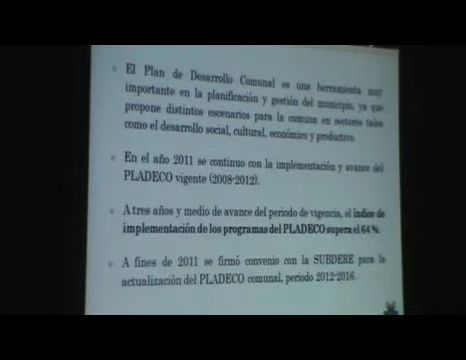 El Plan de Desarrollo Comunal es una herramienta muy
importante en la planificación y gestión del municipio, ya que
propone distintos escenarios para la comuna en sectores tales
como el desarrollo social, cultural, económico y productivo.
En el año 2011 se continuo con la implementación y avance del
PLADECO vigente (2008-2012).
A tres años y medio de avance del periodo de vigencia, el índice de
implementación de los programas del PLADECO supera el 64 %.
A fines de 2011 se firmó convenio con la SUBDERE para la
actualización del PLADECO comunal, periodo 2012-2016.